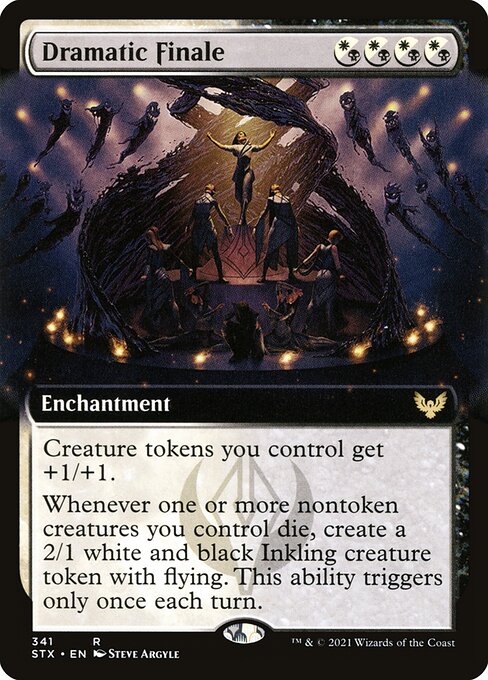 Dramatic Finale
Enchantment
Creature tokens you control get
+1/+1.
Whenever one or more nontoken
creatures you control die, create a
2/1 white and black Inkling creature
token with flying. This ability triggers
only once each turn.
341 R
STX • EN Steve Argyle
™ & © 2021 Wizards of the Coast